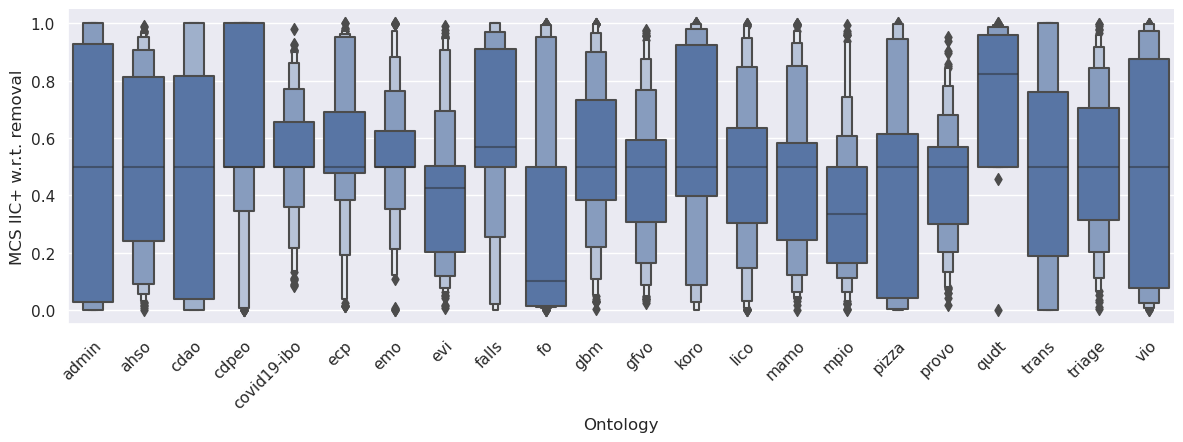 MCS IIC+ w.r.t. removal
1.0
0.8
0.6
0.4
0.2
0.0
admin
ahso
cdao
cdpeo
covid19-ibo
ecp
emo
evi
falls
fo
gbm
gfvo
koro
lico
mamo
mpio
pizza
provo
qudt
trans
triage
vio
Ontology